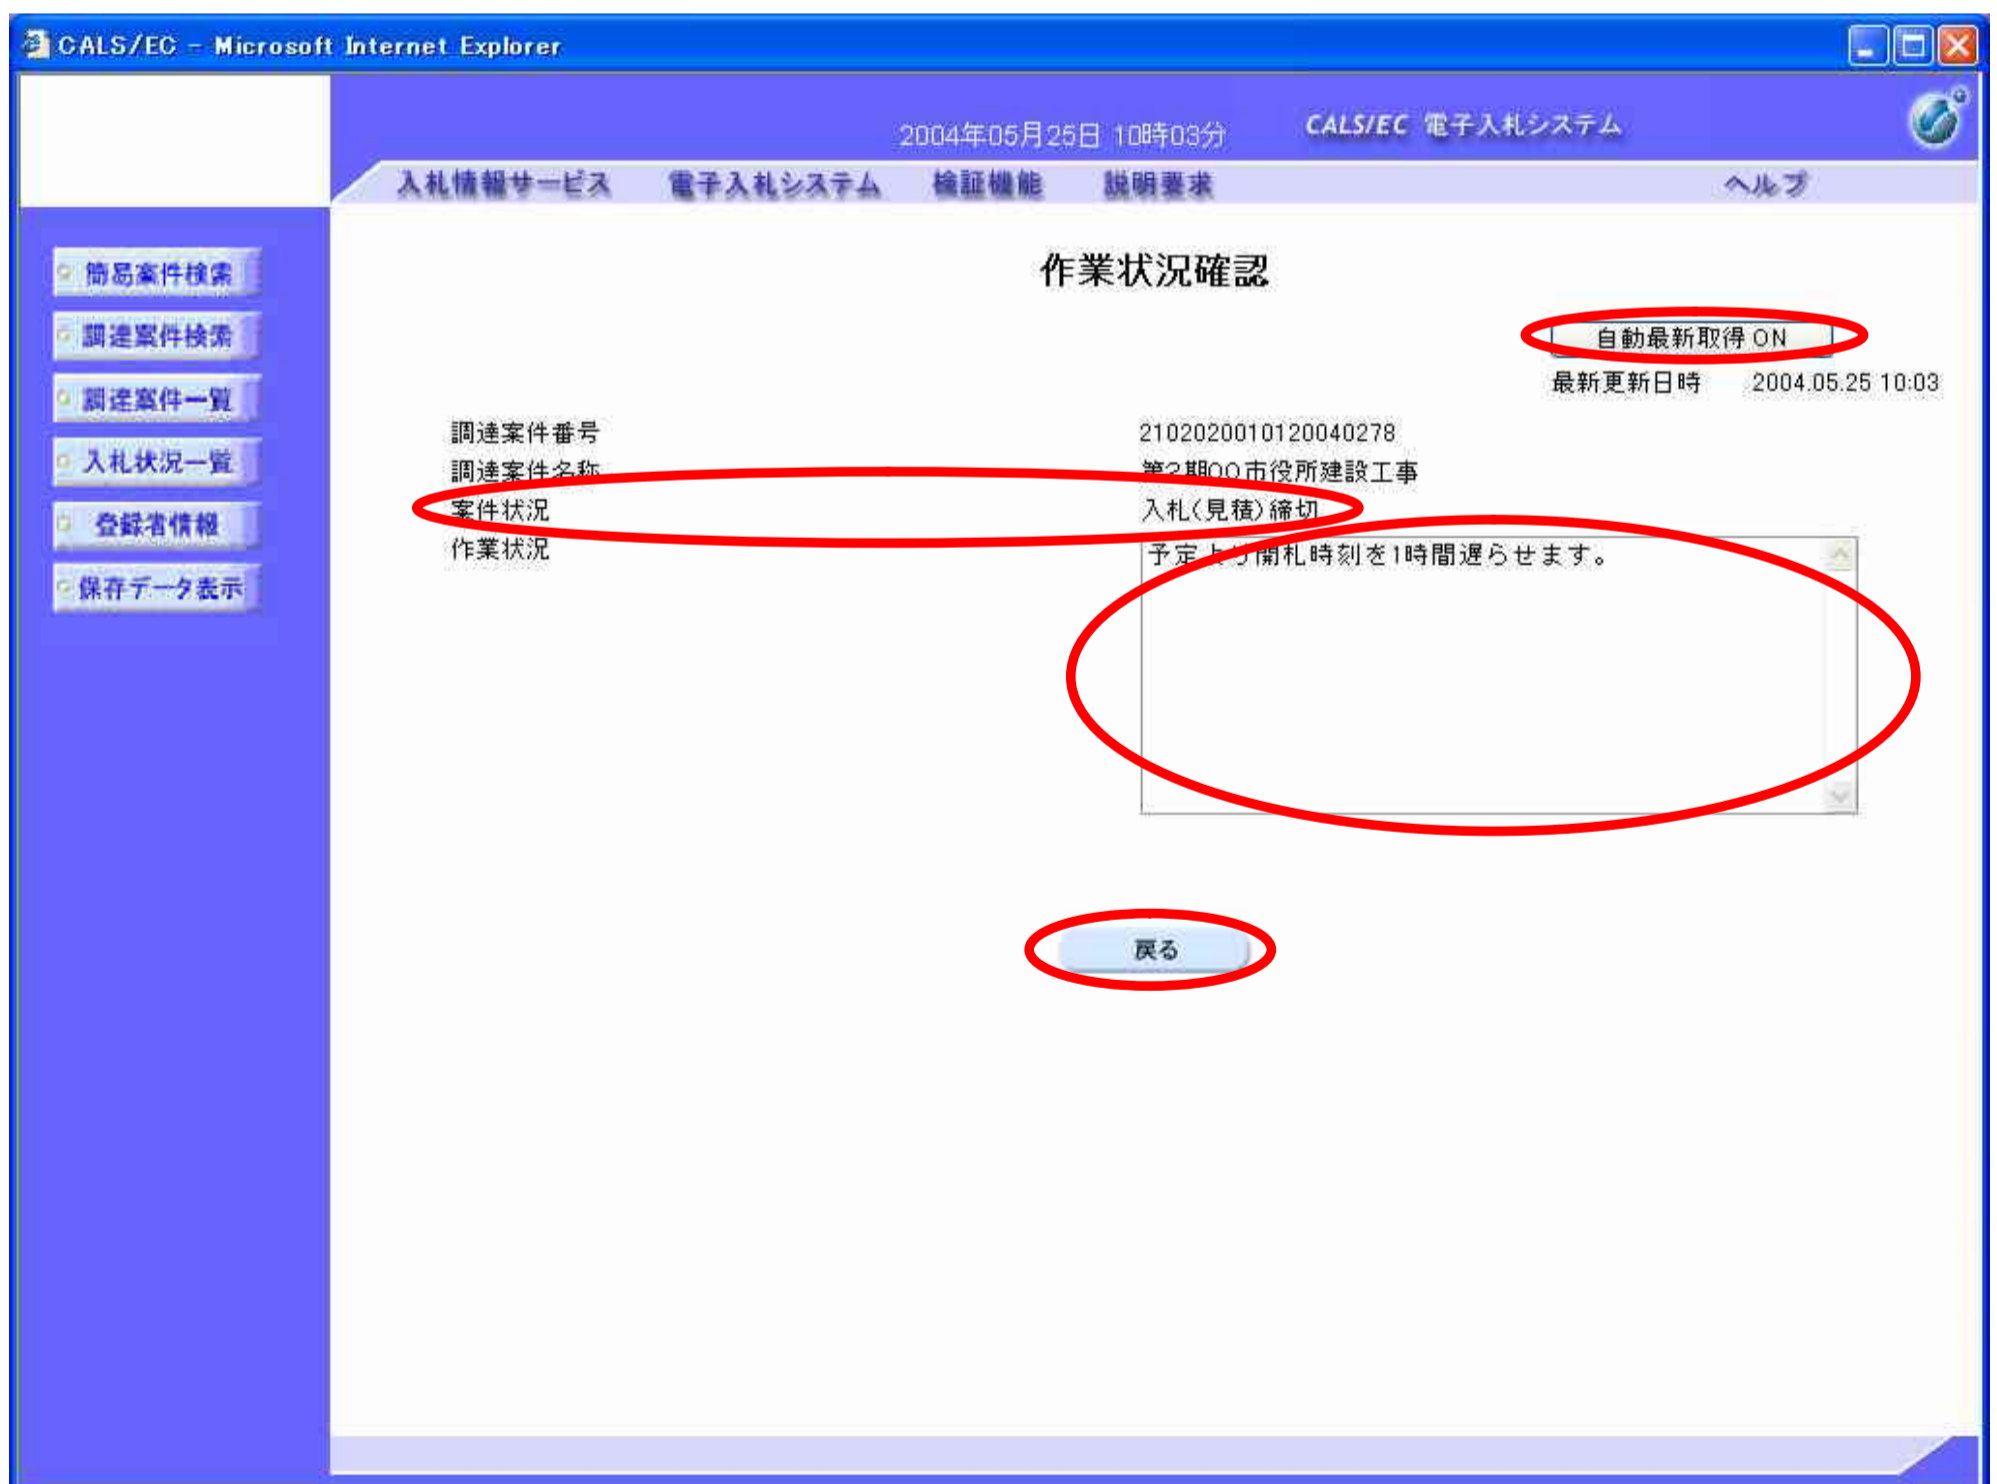 CALS/EC - Microsoft Internet Explorer
2004年05月25日 10時03分
CALS/EC 電子入札システム
入札情報サービス 電子入札システム 検証機能 説明要求 ヘルプ
簡易案件検索
調達案件検索
調達案件一覧
入札状況一覧
登録者情報
保存データ表示
作業状況確認
自動最新取得 ON
最新更新日時 2004.05.25 10:03
調達案件番号 2102020010120040278
調達案件名称 第2期〇〇市役所建設工事
案件状況 入札(見積)締切
作業状況 予定より開札時刻を1時間遅らせます。
戻る